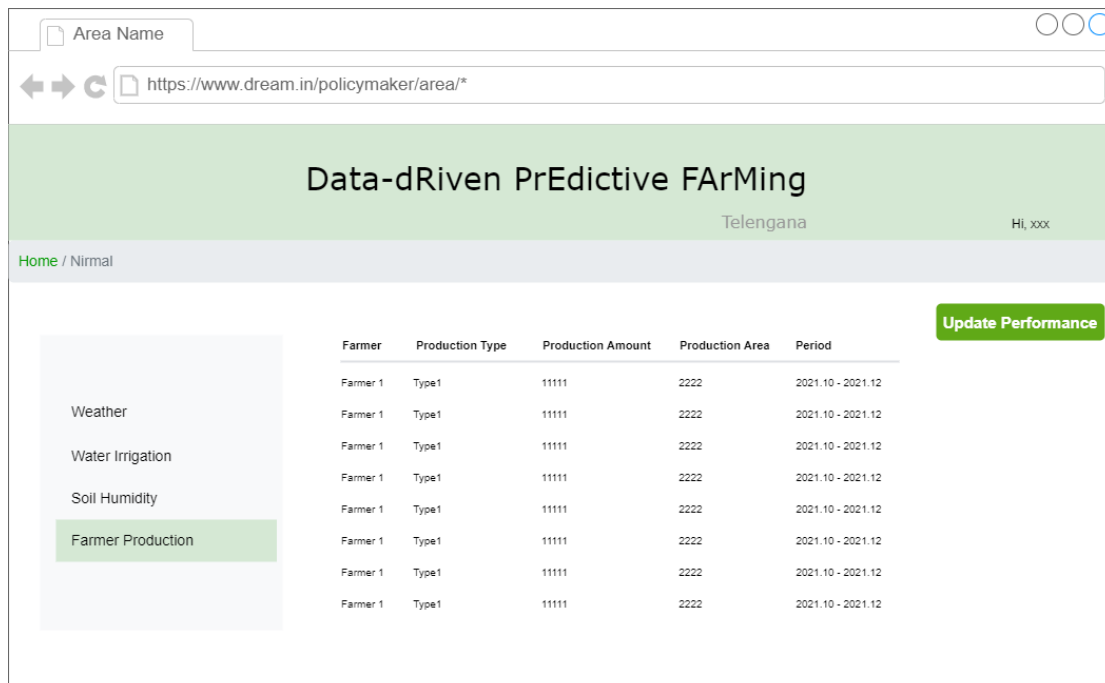 Area Name
https://www.dream.in/policymaker/area/*
Data-dRiven PrEdictive FArMing
Telengana
Hi, xxx
Home / Nirmal
Update Performance
Weather
Water Irrigation
Soil Humidity
Farmer Production
Farmer Production Type Production Amount Production Area Period
Farmer 1 Type1 11111 2222 2021.10 - 2021.12
Farmer 1 Type1 11111 2222 2021.10 - 2021.12
Farmer 1 Type1 11111 2222 2021.10 - 2021.12
Farmer 1 Type1 11111 2222 2021.10 - 2021.12
Farmer 1 Type1 11111 2222 2021.10 - 2021.12
Farmer 1 Type1 11111 2222 2021.10 - 2021.12
Farmer 1 Type1 11111 2222 2021.10 - 2021.12
Farmer 1 Type1 11111 2222 2021.10 - 2021.12